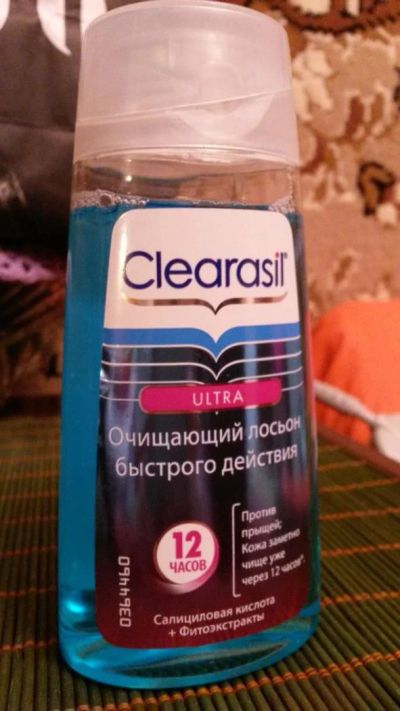 Clearasil®
ULTRA
Очищающий лосьон
быстрого действия
12
ЧАСОВ
Против
прыщей;
Кожа заметно
чище уже
через 12 часов*.
0364493
Салициловая кислота
+ Фитоэкстракты